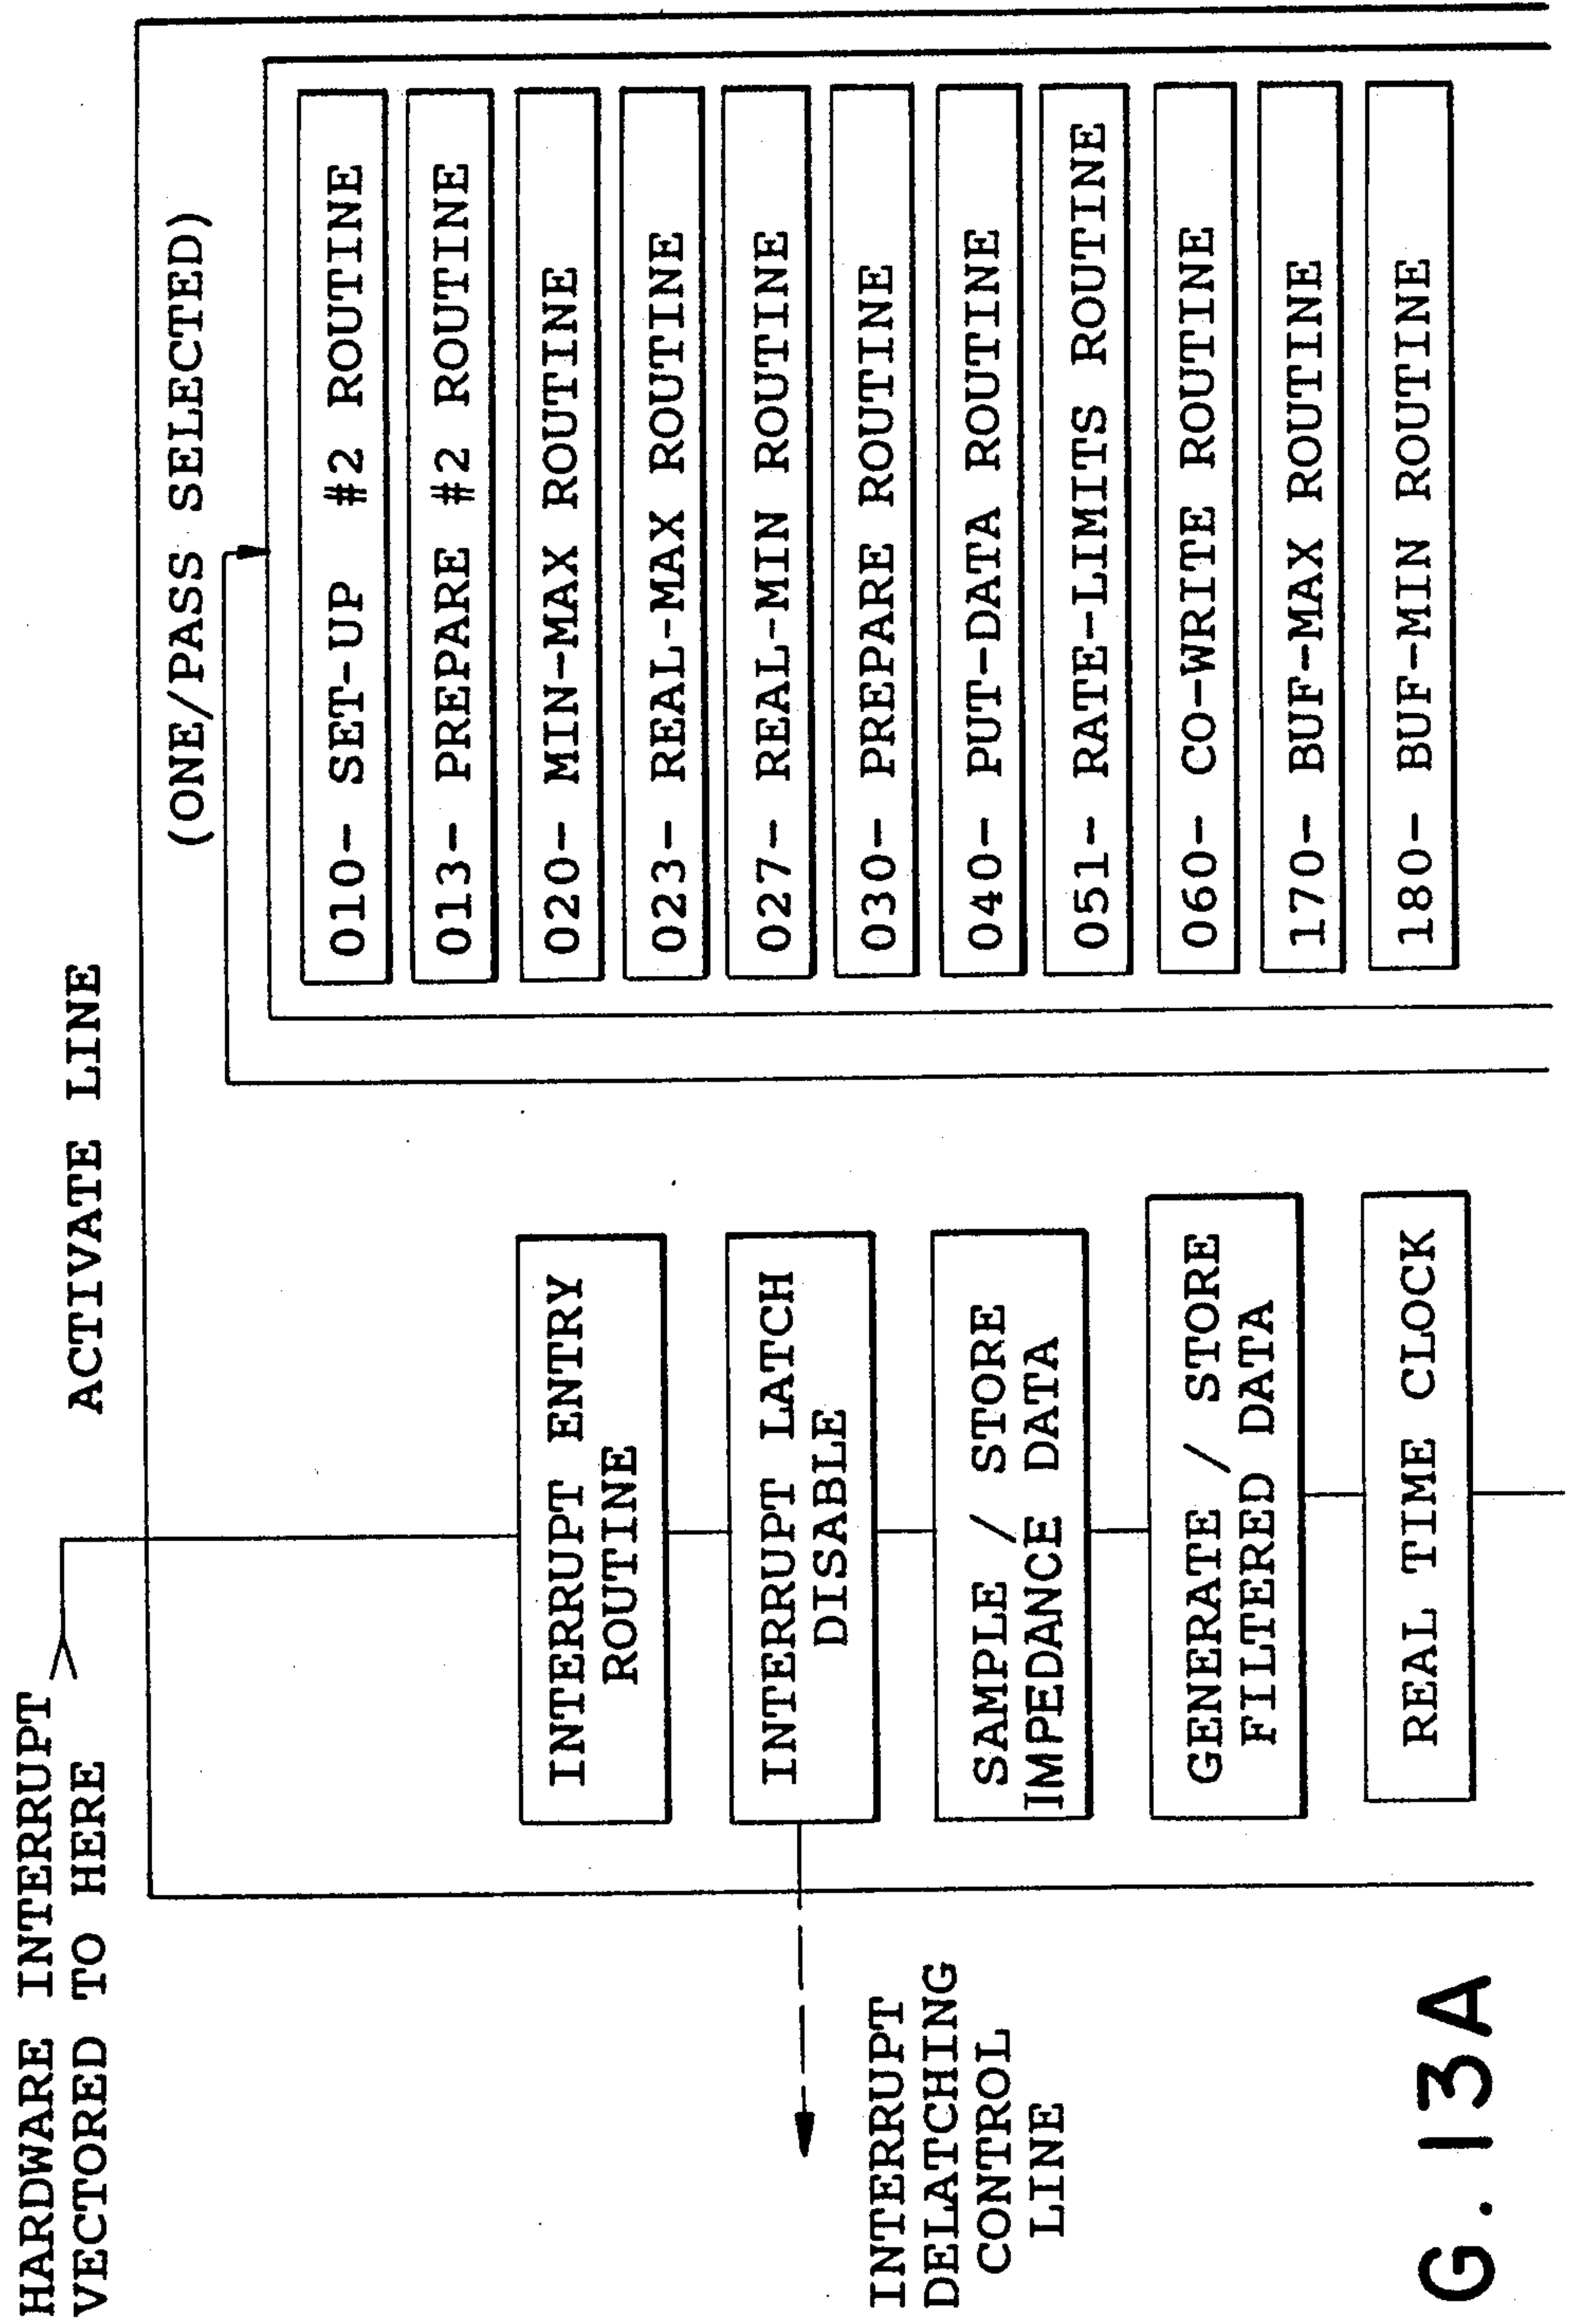 HARDWARE INTERRUPT
VECTORED TO HERE
ACTIVATE LINE
INTERRUPT ENTRY
ROUTINE
INTERRUPT LATCH
DISABLE
INTERRUPT
DELATCHING
CONTROL
LINE
SAMPLE / STORE
IMPEDANCE DATA
GENERATE / STORE
FILTERED DATA
REAL TIME CLOCK
(ONE/PASS SELECTED)
010- SET-UP #2 ROUTINE
013- PREPARE #2 ROUTINE
020- MIN-MAX ROUTINE
023- REAL-MAX ROUTINE
027- REAL-MIN ROUTINE
030- PREPARE ROUTINE
040- PUT-DATA ROUTINE
051- RATE-LIMITS ROUTINE
060- CO-WRITE ROUTINE
170- BUF-MAX ROUTINE
180- BUF-MIN ROUTINE
G. 13A